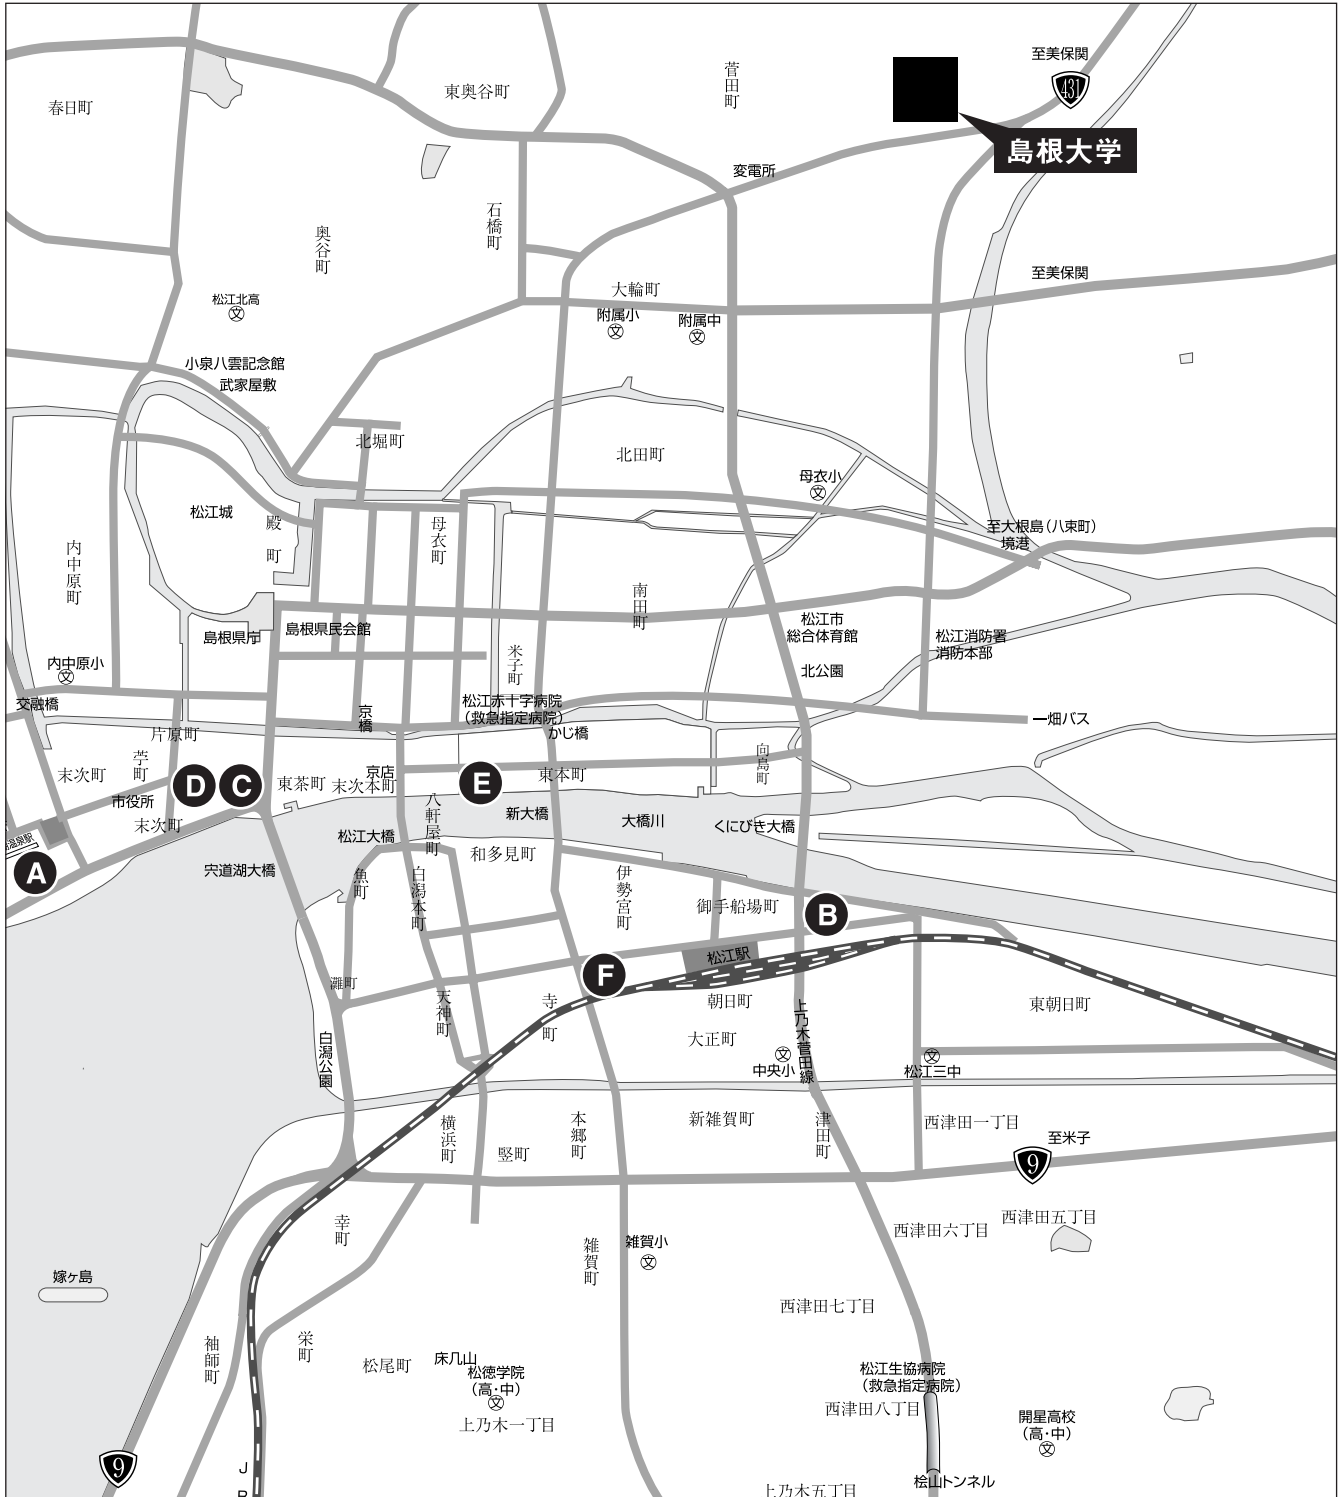 至美保関
431
菅田町
東奥谷町
春日町
島根大学
変電所
石橋町
奥谷町
至美保関
大輪町
松江北高
文
附属小
文
附属中
文
小泉八雲記念館
武家屋敷
北堀町
北田町
母衣小
文
松江城
殿町
母衣町
至大根島（八束町）
境港
内中原町
南田町
島根県庁
島根県民会館
松江市
総合体育館
松江消防署
消防本部
米子町
内中原小
文
北公園
交融橋
京橋
松江赤十字病院
（救急指定病院）
かじ橋
一畑バス
片原町
苧町
末次町
向島町
D
C
東茶町
京店
末次本町
E
東本町
市役所
末次町
八軒屋町
新大橋
大橋川
くにびき大橋
松江大橋
温泉駅
A
宍道湖大橋
和多見町
魚町
白潟本町
伊勢宮町
御手船場町
B
松江駅
F
灘町
天神町
寺町
朝日町
東朝日町
白潟公園
大正町
上乃木菅田線
文
中央小
文
松江三中
横浜町
竪町
本郷町
新雑賀町
津田町
西津田一丁目
至米子
9
幸町
雑賀町
雑賀小
文
西津田六丁目
西津田五丁目
嫁ヶ島
西津田七丁目
袖師町
栄町
松尾町
床几山
松徳学院
（高・中）
文
上乃木一丁目
松江生協病院
（救急指定病院）
西津田八丁目
開星高校
（高・中）
文
9
J
R
桧山トンネル
上乃木五丁目